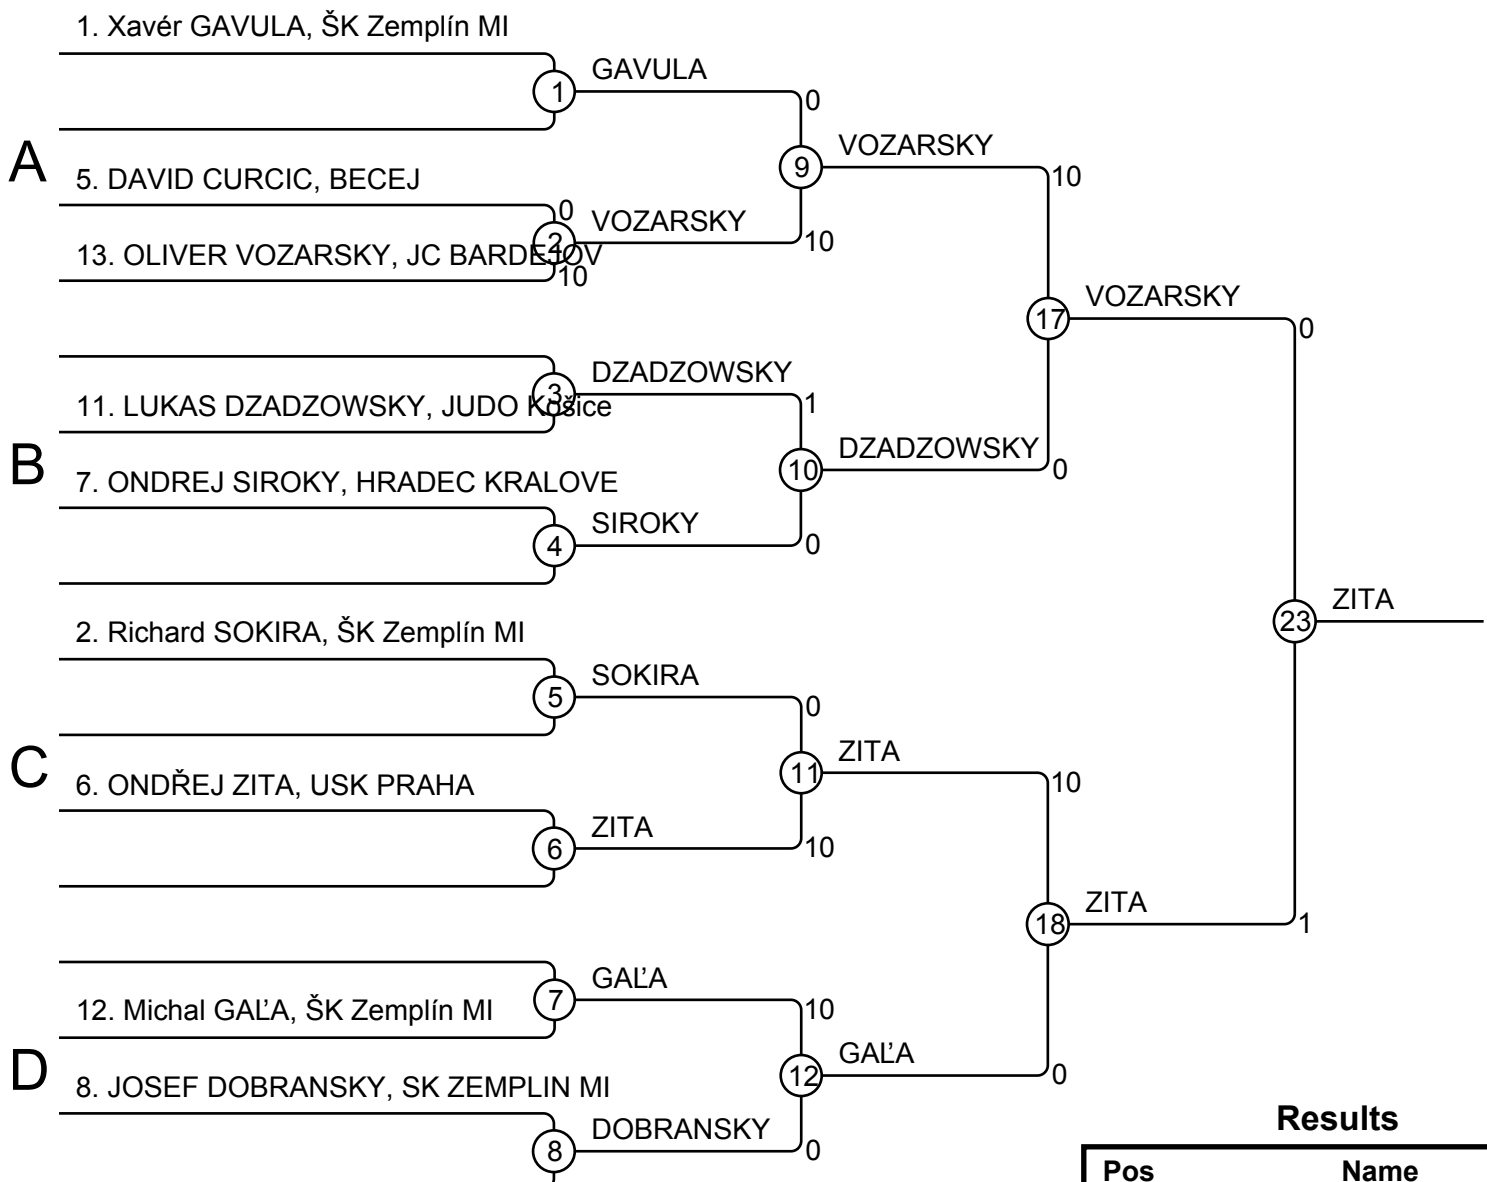 1. Xavér GAVULA, ŠK Zemplín MI
GAVULA
1
0
A
VOZARSKY
9
10
5. DAVID CURCIC, BECEJ
0
VOZARSKY
2
10
13. OLIVER VOZARSKY, JC BARDEJOV
10
VOZARSKY
17
0
DZADZOWSKY
3
1
11. LUKAS DZADZOWSKY, JUDO Košice
B
DZADZOWSKY
10
0
7. ONDREJ SIROKY, HRADEC KRALOVE
SIROKY
4
0
ZITA
23
2. Richard SOKIRA, ŠK Zemplín MI
SOKIRA
5
0
C
ZITA
11
10
6. ONDŘEJ ZITA, USK PRAHA
ZITA
6
10
ZITA
18
1
GAĽA
7
10
12. Michal GAĽA, ŠK Zemplín MI
D
GAĽA
12
0
8. JOSEF DOBRANSKY, SK ZEMPLIN MI
DOBRANSKY
8
0
Results
Pos Name